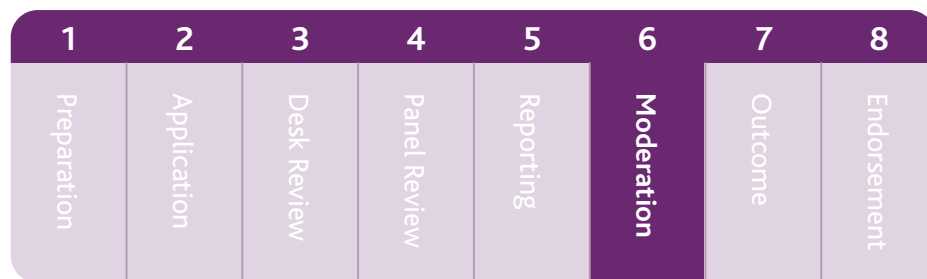 1 2 3 4 5 6 7 8
Preparation
Application
Desk Review
Panel Review
Reporting
Moderation
Outcome
Endorsement